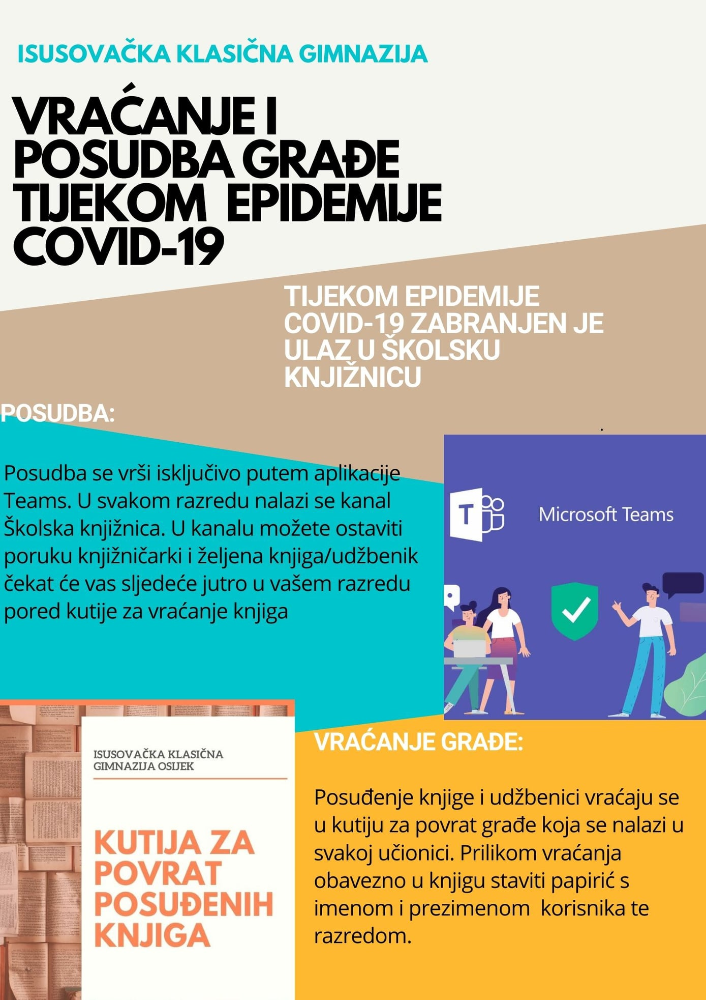 ISUSOVAČKA KLASIČNA GIMNAZIJA
VRAĆANJE I
POSUDBA GRAĐE
TIJEKOM EPIDEMIJE
COVID-19
TIJEKOM EPIDEMIJE
COVID-19 ZABRANJEN JE
ULAZ U ŠKOLSKU
KNJIŽNICU
POSUDBA:
.
Posudba se vrši isključivo putem aplikacije
Teams. U svakom razredu nalazi se kanal
Školska knjižnica. U kanalu možete ostaviti
poruku knjižničarki i željena knjiga/udžbenik
čekat će vas sljedeće jutro u vašem razredu
pored kutije za vraćanje knjiga
T
Microsoft Teams
ISUSOVAČKA KLASIČNA
GIMNAZIJA OSIJEK
KUTIJA ZA
POVRAT
POSUĐENIH
KNJIGA
VRAĆANJE GRAĐE:
Posuđenje knjige i udžbenici vraćaju se
u kutiju za povrat građe koja se nalazi u
svakoj učionici. Prilikom vraćanja
obavezno u knjigu staviti papirić s
imenom i prezimenom  korisnika te
razredom.